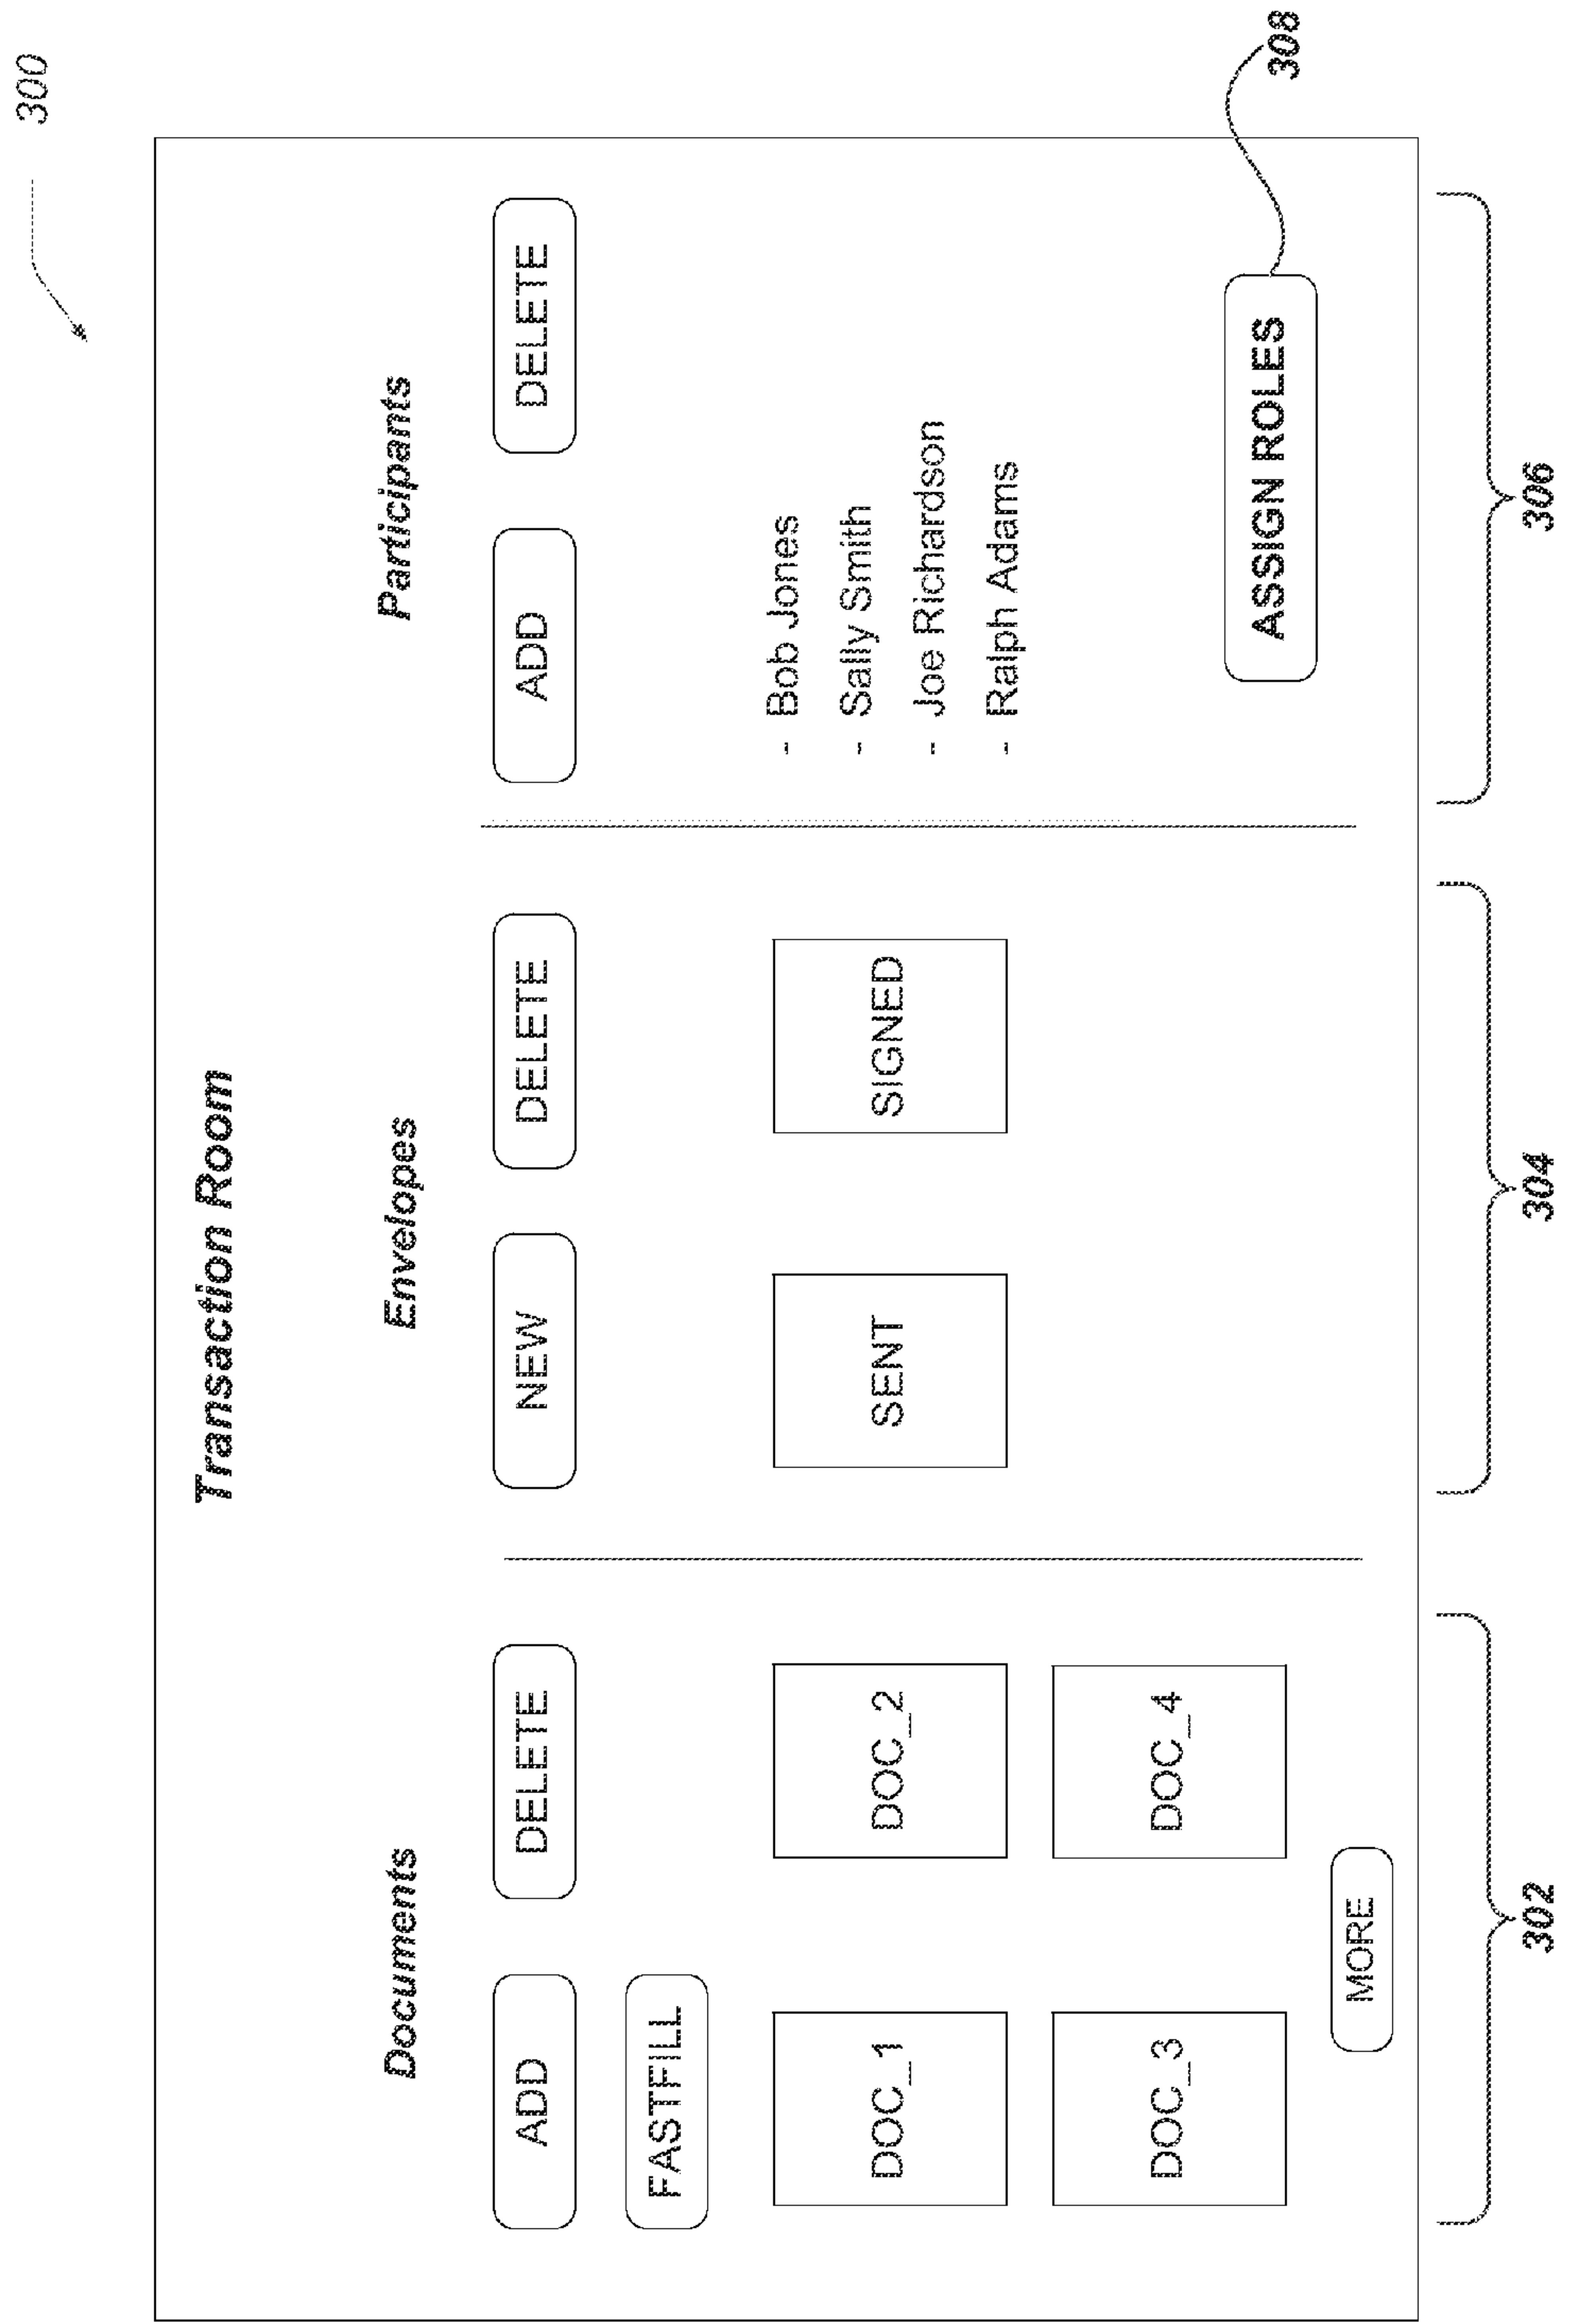 300
Transaction Room
Documents
Envelopes
Participants
ADD
DELETE
NEW
DELETE
ADD
DELETE
FASTFILL
DOC_1
DOC_2
SENT
SIGNED
- Bob Jones
- Sally Smith
- Joe Richardson
- Ralph Adams
DOC_3
DOC_4
ASSIGN ROLES
308
MORE
302
304
306